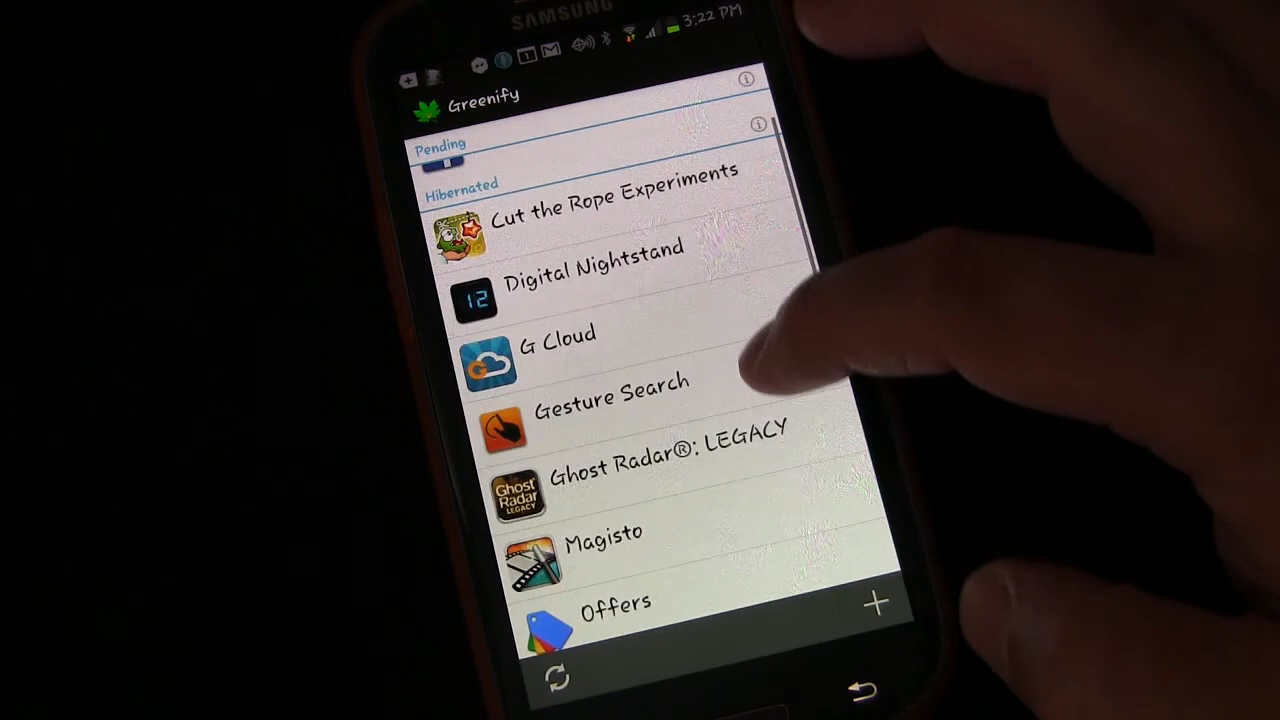 SAMSUNG
1
3:22 PM
Greenify
Pending
Hibernated
Cut the Rope Experiments
Digital Nightstand
12
G Cloud
G
Gesture Search
Ghost Radar®: LEGACY
Ghost
Radar
LEGACY
Magisto
Offers